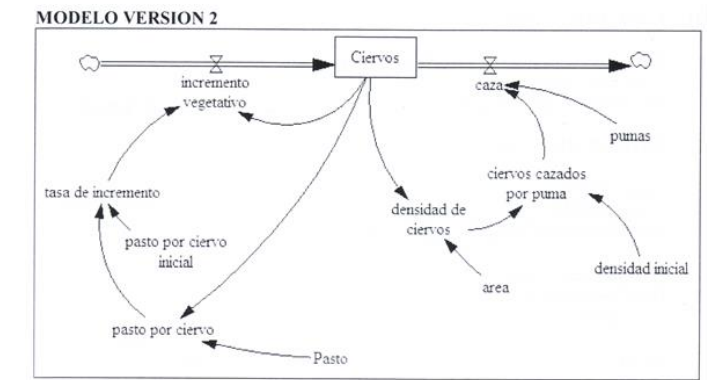 MODELO VERSION 2
Ciervos
incremento
vegetativo
caza
pumas
ciervos cazados
por puma
tasa de incremento
densidad de
ciervos
pasto por ciervo
inicial
densidad inicial
area
pasto por ciervo
Pasto